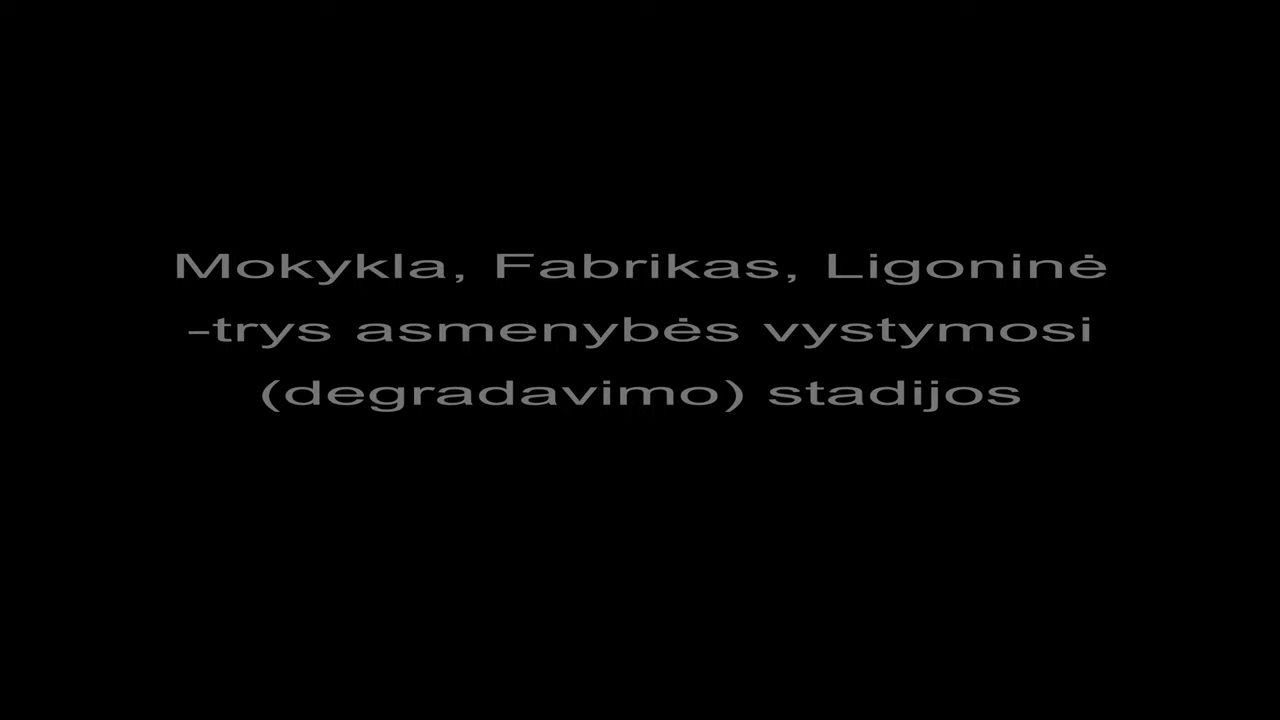 Mokykla, Fabrikas, Ligoninė
-trys asmenybės vystymosi
(degradavimo) stadijos